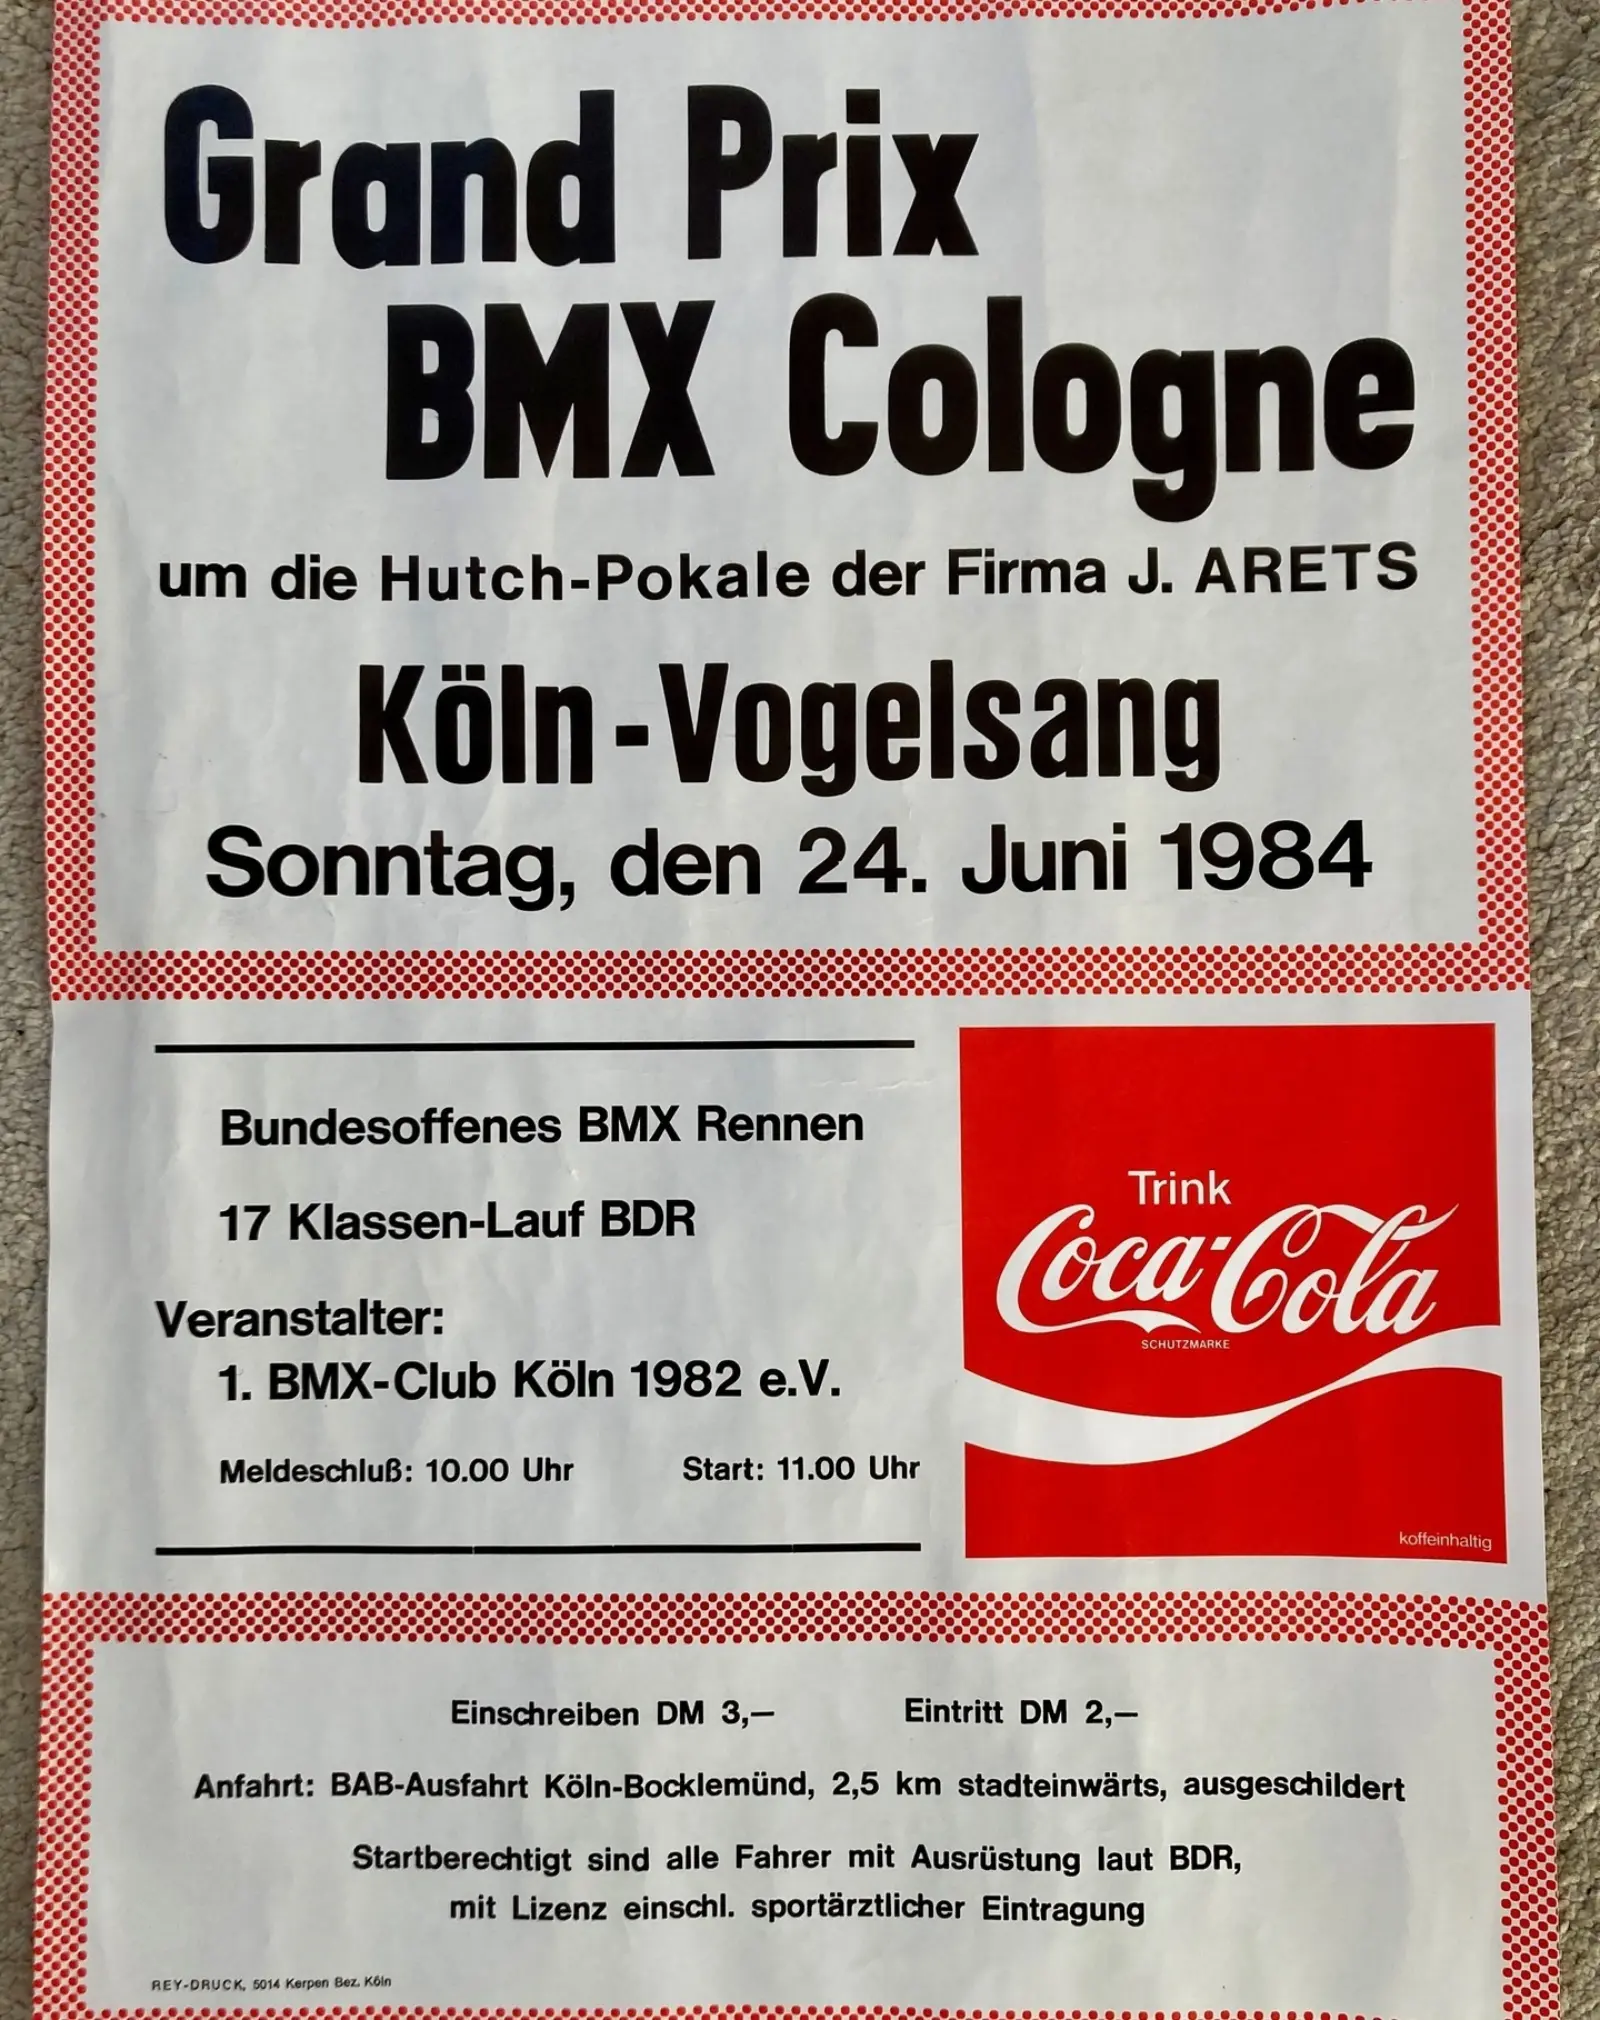 Grand Prix
BMX Cologne
um die Hutch-Pokale der Firma J. ARETS
Köln-Vogelsang
Sonntag, den 24. Juni 1984
Bundesoffenes BMX Rennen
17 Klassen-Lauf BDR
Veranstalter:
1. BMX-Club Köln 1982 e.V.
Meldeschluß: 10.00 Uhr Start: 11.00 Uhr
Trink
Coca-Cola
SCHUTZMARKE
koffeinhaltig
Einschreiben DM 3,— Eintritt DM 2,—
Anfahrt: BAB-Ausfahrt Köln-Bocklemünd, 2,5 km stadteinwärts, ausgeschildert
Startberechtigt sind alle Fahrer mit Ausrüstung laut BDR,
mit Lizenz einschl. sportärztlicher Eintragung
REY-DRUCK, 5014 Kerpen Bez. Köln